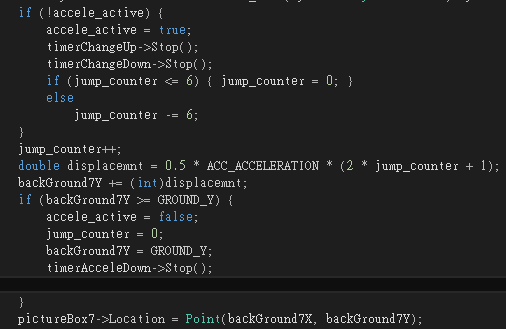 if (!accele_active) {
accele_active = true;
timerChangeUp->Stop();
timerChangeDown->Stop();
if (jump_counter <= 6) { jump_counter = 0; }
else
jump_counter -= 6;
}
jump_counter++;
double displacemnt = 0.5 * ACC_ACCELERATION * (2 * jump_counter + 1);
backGround7Y += (int)displacemnt;
if (backGround7Y >= GROUND_Y) {
accele_active = false;
jump_counter = 0;
backGround7Y = GROUND_Y;
timerAcceleDown->Stop();
}
pictureBox7->Location = Point(backGround7X, backGround7Y);